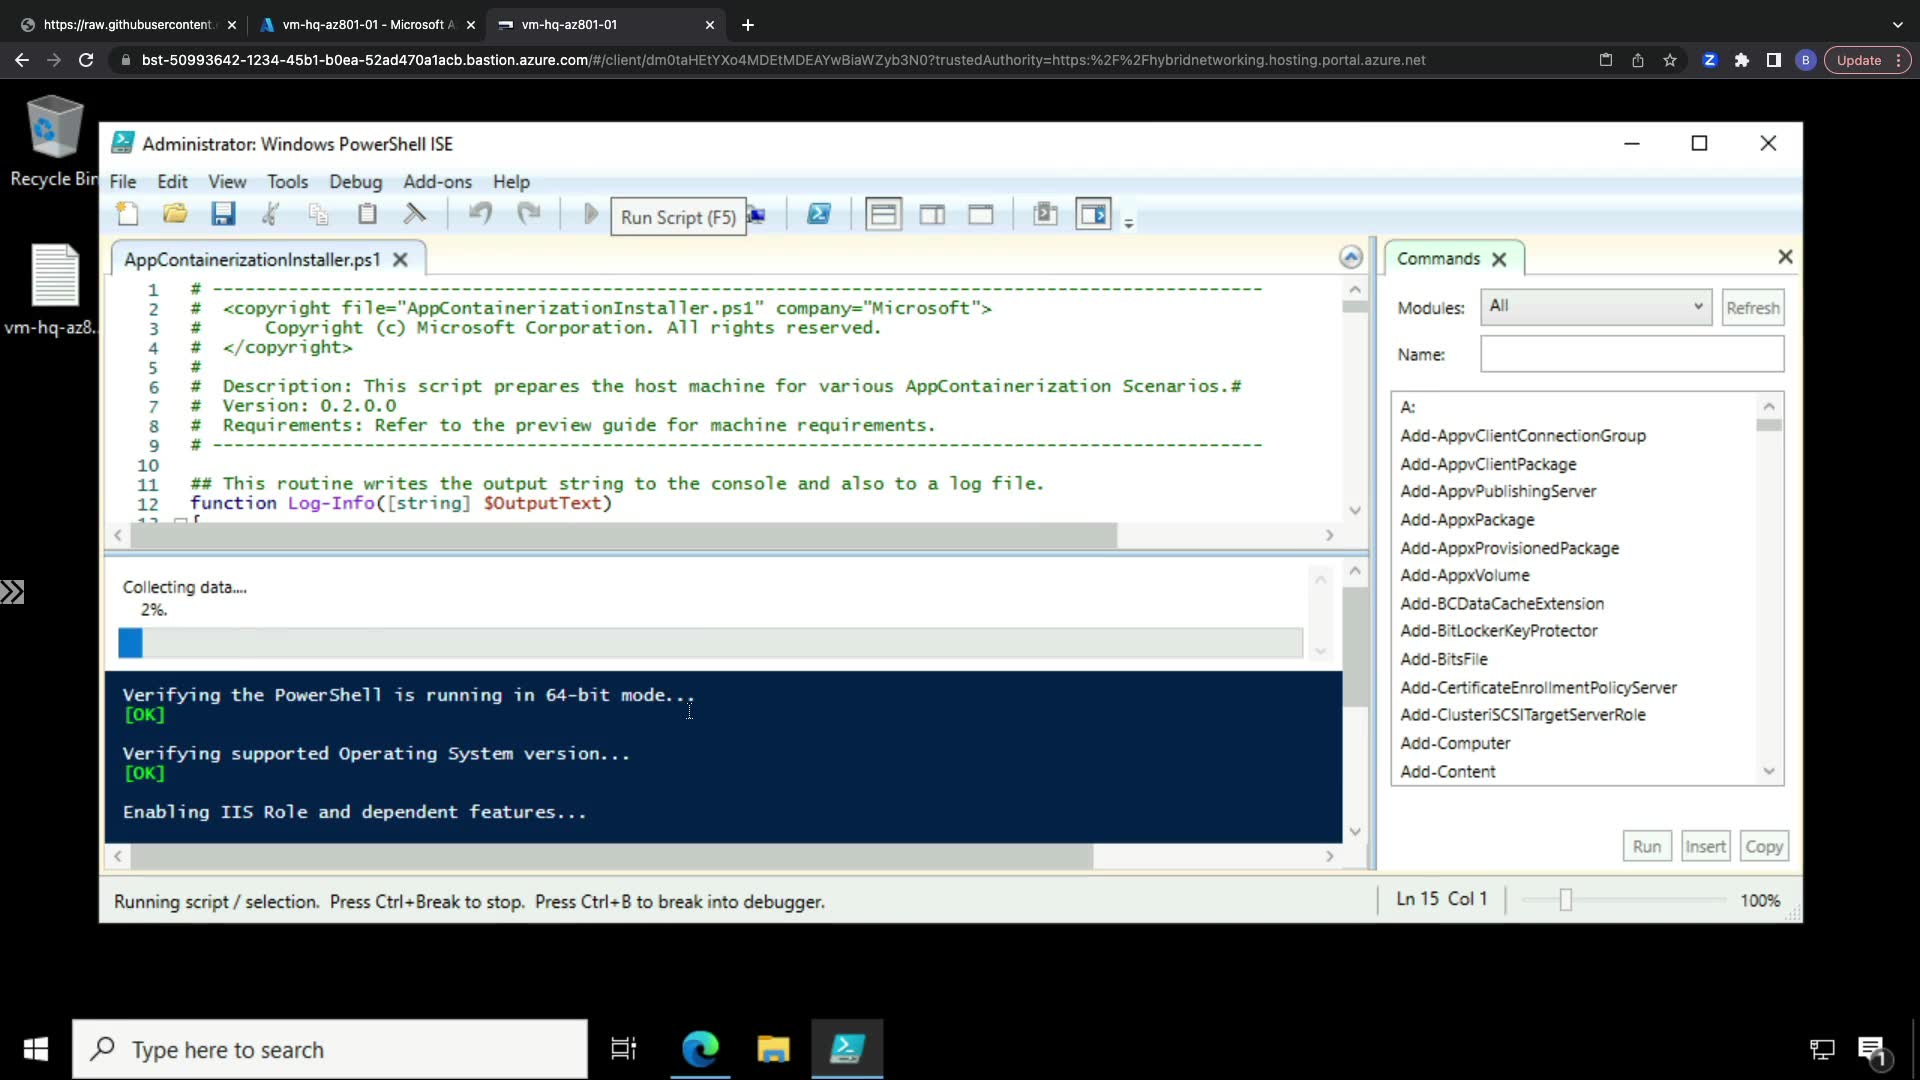 https://raw.githubusercontent.
vm-hq-az801-01 - Microsoft A
vm-hq-az801-01
bst-50993642-1234-45b1-b0ea-52ad470a1acb.bastion.azure.com/#/client/dm0taHEtYXo4MDEtMDEAYwBiaWZyb3N0?trustedAuthority=https:%2F%2Fhybridnetworking.hosting.portal.azure.net
Z
B
Update
Recycle Bin
vm-hq-az8...
Administrator: Windows PowerShell ISE
File Edit View Tools Debug Add-ons Help
Run Script (F5)
AppContainerizationInstaller.ps1
1 # -----------------------------------------------------------------------------------------------
2 # <copyright file="AppContainerizationInstaller.ps1" company="Microsoft">
3 #     Copyright (c) Microsoft Corporation. All rights reserved.
4 # </copyright>
5 #
6 # Description: This script prepares the host machine for various AppContainerization Scenarios.#
7 # Version: 0.2.0.0
8 # Requirements: Refer to the preview guide for machine requirements.
9 # -----------------------------------------------------------------------------------------------
10
11 ## This routine writes the output string to the console and also to a log file.
12 function Log-Info([string] $OutputText)
13 {
Collecting data....
2%.
Verifying the PowerShell is running in 64-bit mode...
[OK]
Verifying supported Operating System version...
[OK]
Enabling IIS Role and dependent features...
Commands
Modules: All Refresh
Name:
A:
Add-AppvClientConnectionGroup
Add-AppvClientPackage
Add-AppvPublishingServer
Add-AppxPackage
Add-AppxProvisionedPackage
Add-AppxVolume
Add-BCDataCacheExtension
Add-BitLockerKeyProtector
Add-BitsFile
Add-CertificateEnrollmentPolicyServer
Add-ClusteriSCSITargetServerRole
Add-Computer
Add-Content
Run Insert Copy
Running script / selection. Press Ctrl+Break to stop. Press Ctrl+B to break into debugger.
Ln 15 Col 1
100%
Type here to search
1